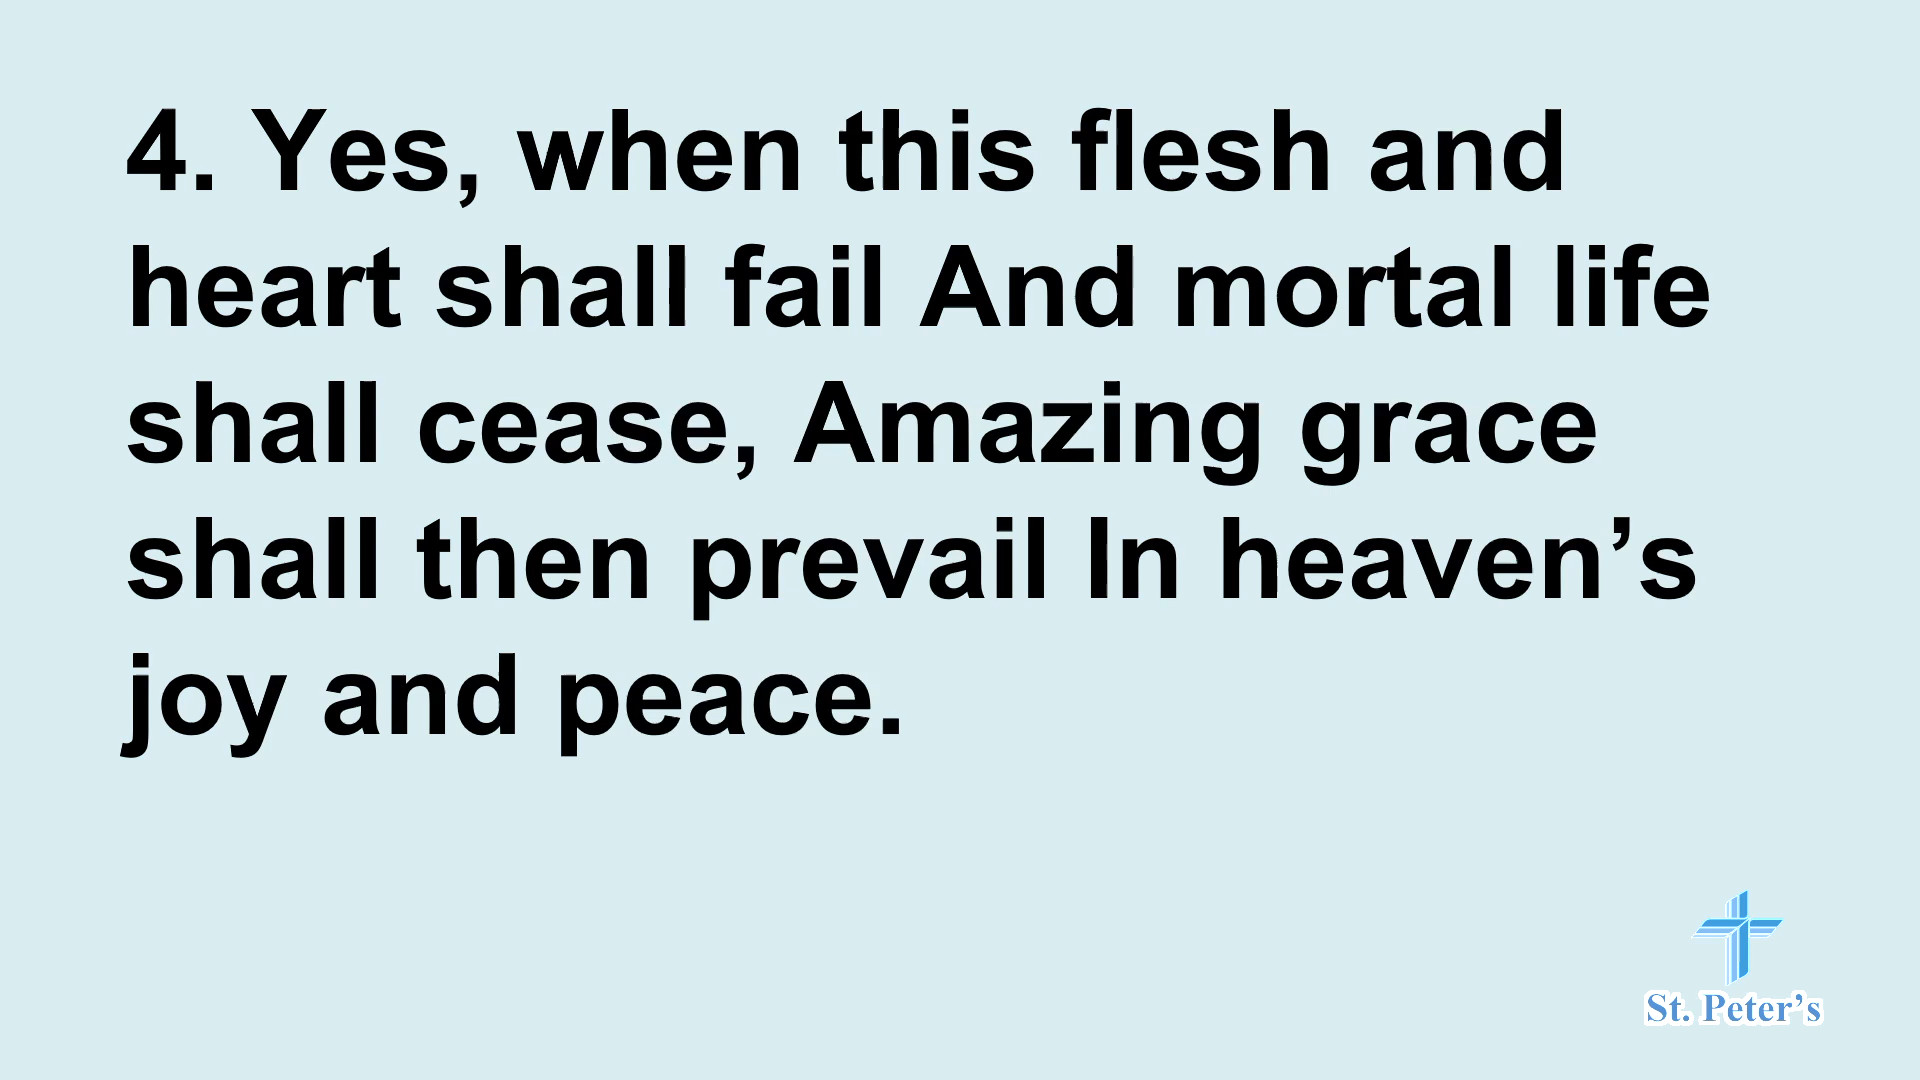 4. Yes, when this flesh and
heart shall fail And mortal life
shall cease, Amazing grace
shall then prevail In heaven’s
joy and peace.
St. Peter’s